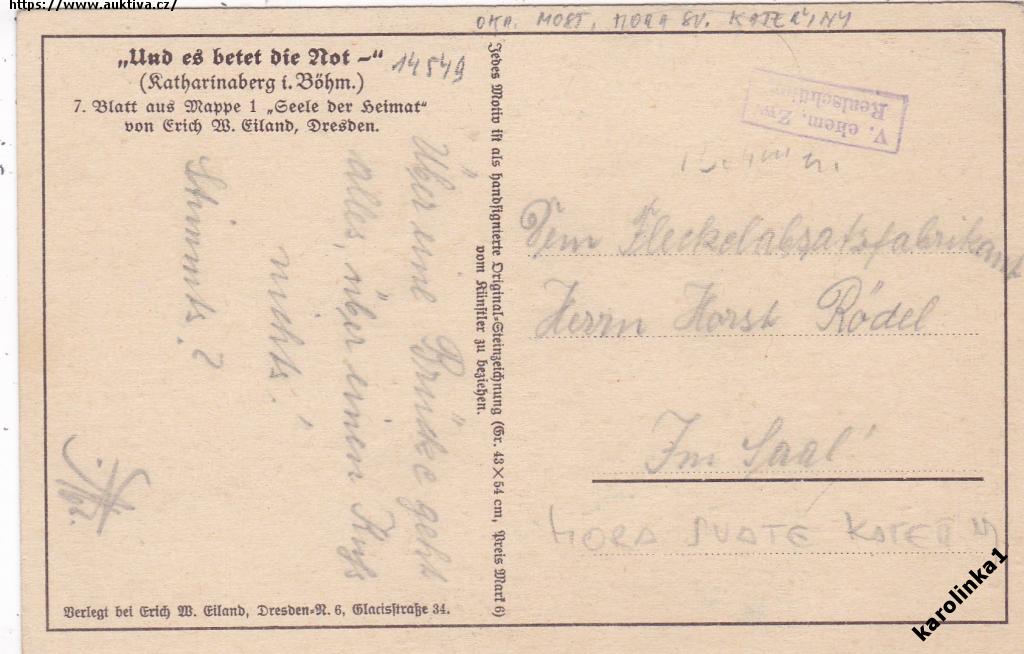 https://www.auktiva.cz/
OKR. MOST, HORA SV. KATEŘINY
„Und es betet die Not –“
14549
(Katharinaberg i. Böhm.)
7. Blatt aus Mappe 1 „Seele der Heimat“
von Erich W. Eiland, Dresden.
Über eine Brücke geht
alles, über einen Kuß
nichts!
Stimmts?
Jedes Motiv ist als handsignierte Original-Steinzeichnung (Gr. 43 × 54 cm, Preis Mark 6)
vom Künstler zu beziehen.
V. ehem. Zw.
Realschüler
Dem Fleckelabsatzfabrikant
Herrn Horst Rödel
Im Saal
HORA SVATE KATEŘINY
Verlegt bei Erich W. Eiland, Dresden-N. 6, Glacisstraße 34.
karolinka1